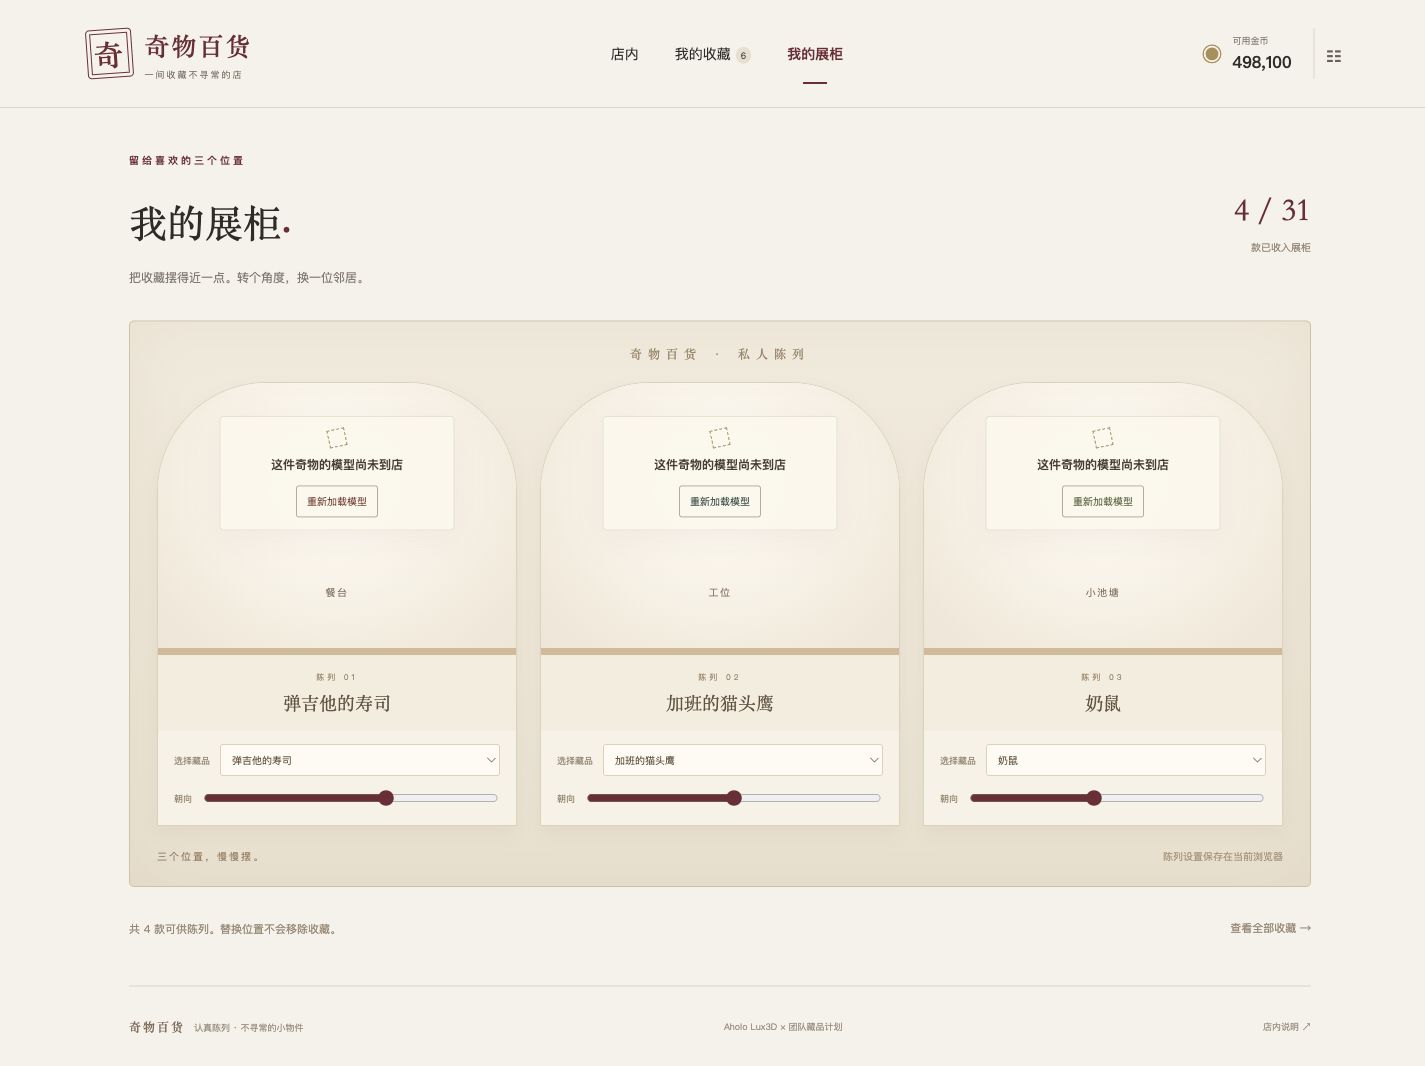 奇
奇物百货
一间收藏不寻常的店
店内
我的收藏 6
我的展柜
可用金币
498,100
留给喜欢的三个位置
我的展柜.
把收藏摆得近一点。转个角度，换一位邻居。
4 / 31
款已收入展柜
奇物百货 · 私人陈列
这件奇物的模型尚未到店
重新加载模型
餐台
陈列 01
弹吉他的寿司
选择藏品 弹吉他的寿司
朝向
这件奇物的模型尚未到店
重新加载模型
工位
陈列 02
加班的猫头鹰
选择藏品 加班的猫头鹰
朝向
这件奇物的模型尚未到店
重新加载模型
小池塘
陈列 03
奶鼠
选择藏品 奶鼠
朝向
三个位置，慢慢摆。
陈列设置保存在当前浏览器
共 4 款可供陈列。替换位置不会移除收藏。
查看全部收藏 →
奇物百货 认真陈列 · 不寻常的小物件
Aholo Lux3D × 团队藏品计划
店内说明 ↗